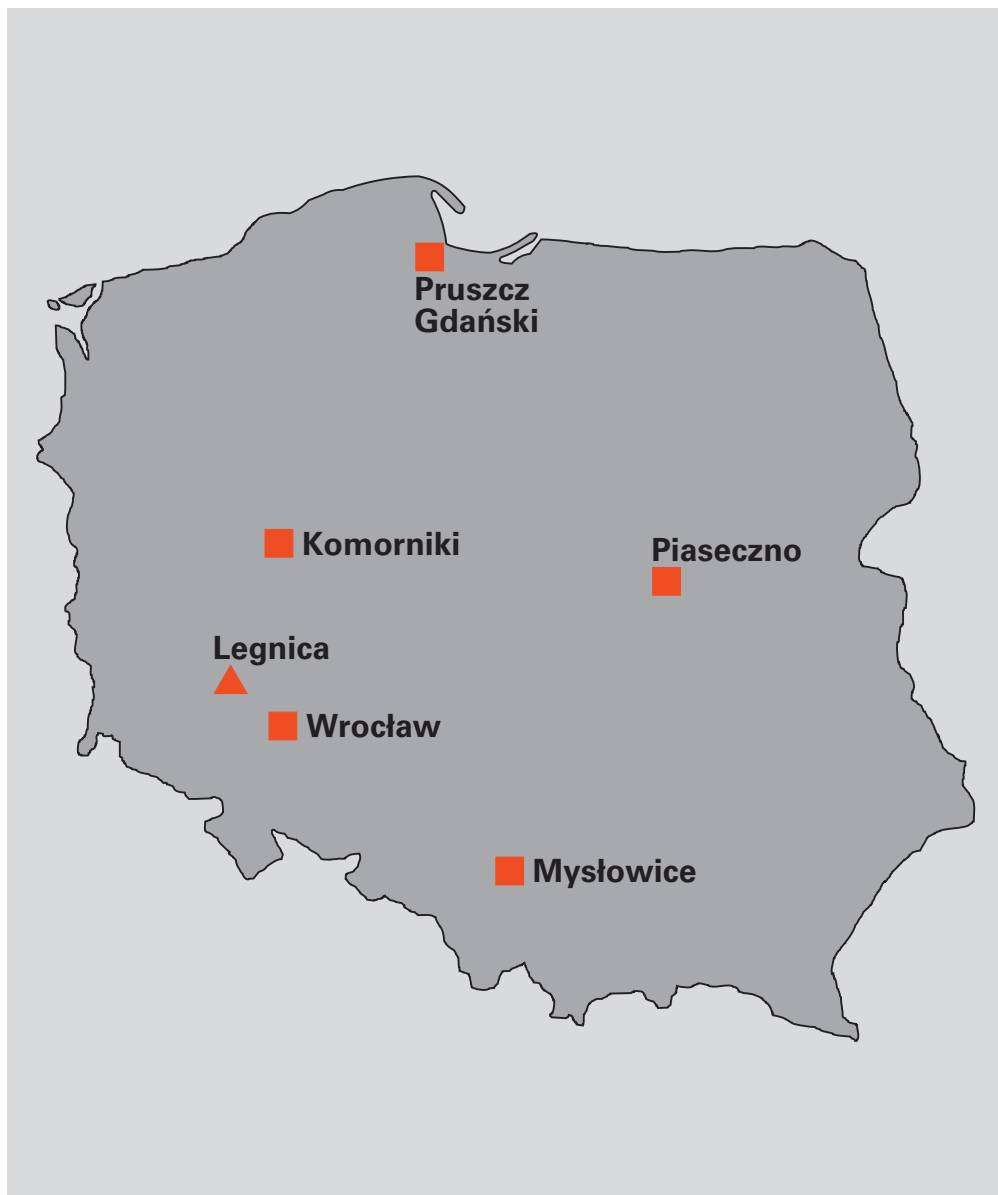 Pruszcz
Gdański
Komorniki
Piaseczno
Legnica
Wrocław
Mysłowice